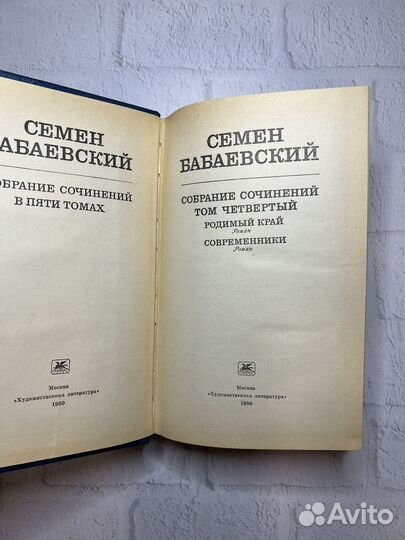 СЕМЕН
БАБАЕВСКИЙ
СОБРАНИЕ СОЧИНЕНИЙ
В ПЯТИ ТОМАХ
Москва
«Художественная литература»
1980
СЕМЕН
БАБАЕВСКИЙ
СОБРАНИЕ СОЧИНЕНИЙ
ТОМ ЧЕТВЕРТЫЙ
РОДИМЫЙ КРАЙ
Роман
СОВРЕМЕННИКИ
Роман
Москва
«Художественная литература»
1980
Avito